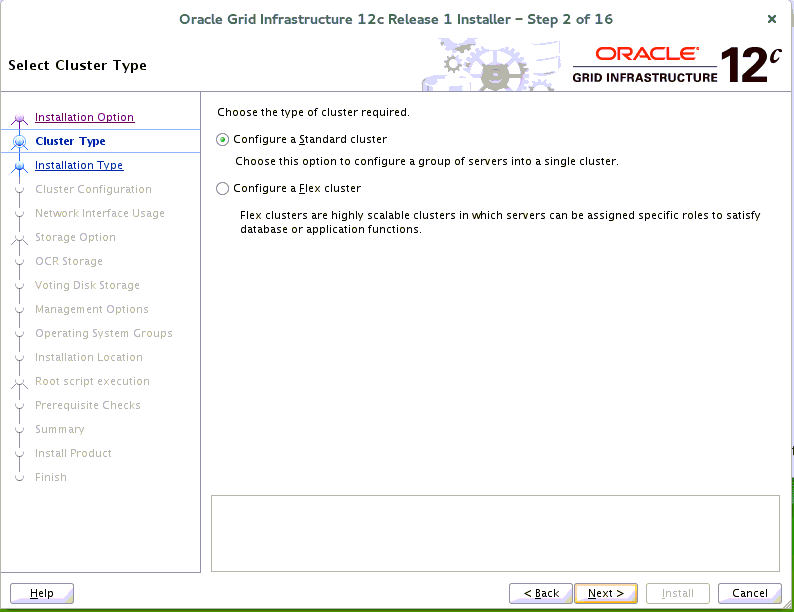 Oracle Grid Infrastructure 12c Release 1 Installer – Step 2 of 16
Select Cluster Type
ORACLE®
GRID INFRASTRUCTURE
12c
Installation Option
Cluster Type
Installation Type
Cluster Configuration
Network Interface Usage
Storage Option
OCR Storage
Voting Disk Storage
Management Options
Operating System Groups
Installation Location
Root script execution
Prerequisite Checks
Summary
Install Product
Finish
Choose the type of cluster required.
Configure a Standard cluster
Choose this option to configure a group of servers into a single cluster.
Configure a Flex cluster
Flex clusters are highly scalable clusters in which servers can be assigned specific roles to satisfy
database or application functions.
Help
< Back
Next >
Install
Cancel